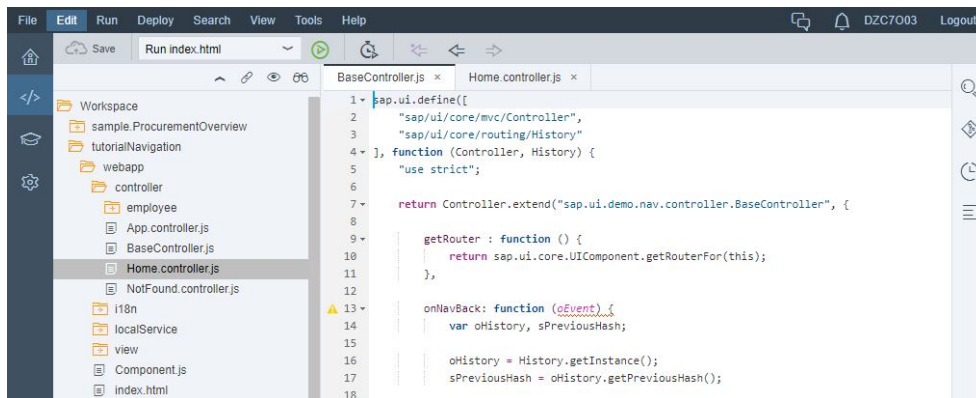 File Edit Run Deploy Search View Tools Help DZC7O03 Logout
Save Run index.html
BaseController.js × Home.controller.js ×
Workspace
sample.ProcurementOverview
tutorialNavigation
webapp
controller
employee
App.controller.js
BaseController.js
Home.controller.js
NotFound.controller.js
i18n
localService
view
Component.js
index.html
1 sap.ui.define([
2 "sap/ui/core/mvc/Controller",
3 "sap/ui/core/routing/History"
4 ], function (Controller, History) {
5 "use strict";
6
7 return Controller.extend("sap.ui.demo.nav.controller.BaseController", {
8
9 getRouter : function () {
10 return sap.ui.core.UIComponent.getRouterFor(this);
11 },
12
13 onNavBack: function (oEvent) {
14 var oHistory, sPreviousHash;
15
16 oHistory = History.getInstance();
17 sPreviousHash = oHistory.getPreviousHash();
18